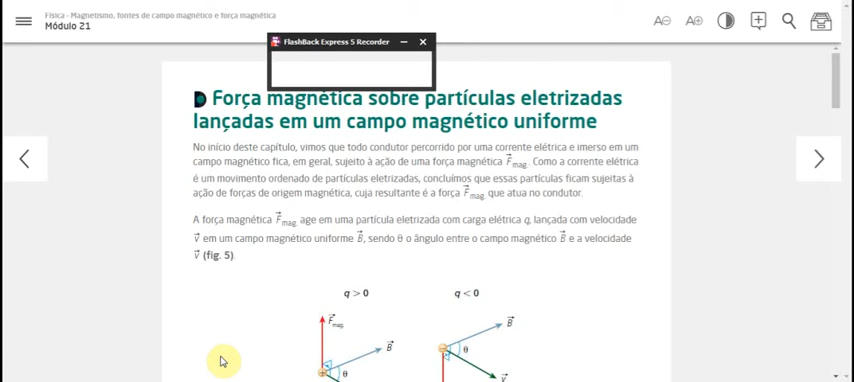 Física - Magnetismo, fontes de campo magnético e força magnética
Módulo 21
A⊖ A⊕
FlashBack Express 5 Recorder
Força magnética sobre partículas eletrizadas
lançadas em um campo magnético uniforme
No início deste capítulo, vimos que todo condutor percorrido por uma corrente elétrica e imerso em um
campo magnético fica, em geral, sujeito à ação de uma força magnética F⃗mag. Como a corrente elétrica
é um movimento ordenado de partículas eletrizadas, concluímos que essas partículas ficam sujeitas à
ação de forças de origem magnética, cuja resultante é a força F⃗mag. que atua no condutor.
A força magnética F⃗mag. age em uma partícula eletrizada com carga elétrica q, lançada com velocidade
v⃗ em um campo magnético uniforme B⃗, sendo θ o ângulo entre o campo magnético B⃗ e a velocidade
v⃗ (fig. 5).
q > 0 q < 0
F⃗mag. B⃗ θ
B⃗ θ v⃗